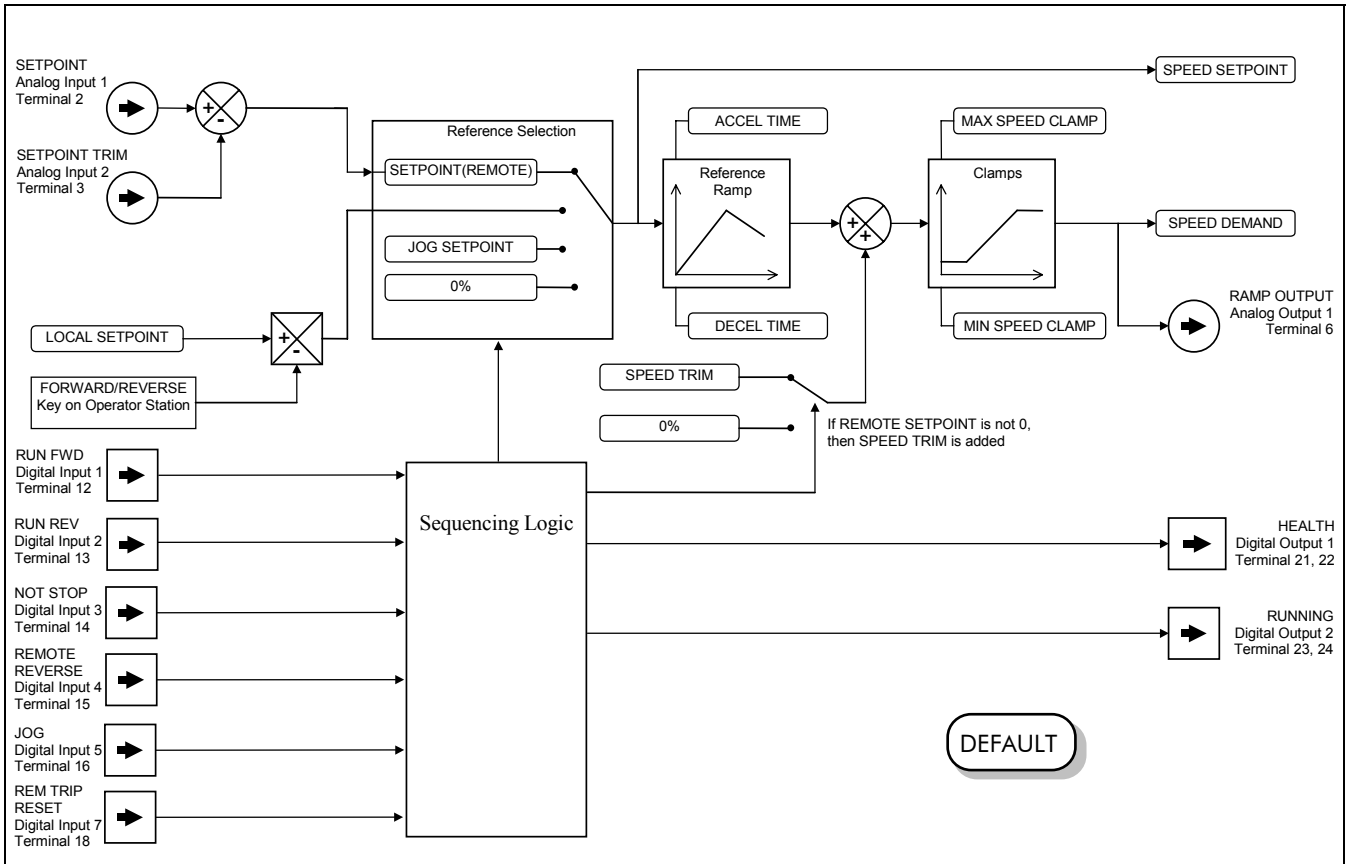 SETPOINT
Analog Input 1
Terminal 2
+
-
SETPOINT TRIM
Analog Input 2
Terminal 3
Reference Selection
SETPOINT(REMOTE)
JOG SETPOINT
0%
SPEED SETPOINT
ACCEL TIME
Reference
Ramp
DECEL TIME
+
+
MAX SPEED CLAMP
Clamps
MIN SPEED CLAMP
SPEED DEMAND
RAMP OUTPUT
Analog Output 1
Terminal 6
LOCAL SETPOINT
+
-
FORWARD/REVERSE
Key on Operator Station
SPEED TRIM
0%
If REMOTE SETPOINT is not 0,
then SPEED TRIM is added
RUN FWD
Digital Input 1
Terminal 12
RUN REV
Digital Input 2
Terminal 13
NOT STOP
Digital Input 3
Terminal 14
REMOTE
REVERSE
Digital Input 4
Terminal 15
JOG
Digital Input 5
Terminal 16
REM TRIP
RESET
Digital Input 7
Terminal 18
Sequencing Logic
HEALTH
Digital Output 1
Terminal 21, 22
RUNNING
Digital Output 2
Terminal 23, 24
DEFAULT